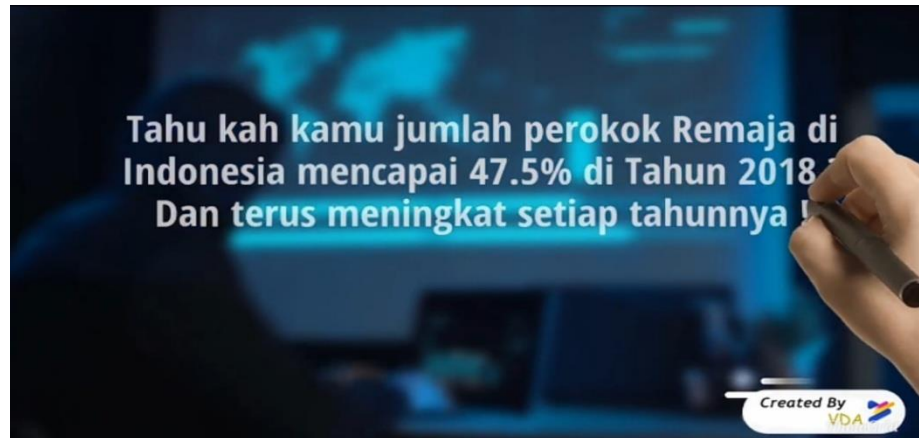 Tahu kah kamu jumlah perokok Remaja di
Indonesia mencapai 47.5% di Tahun 2018
Dan terus meningkat setiap tahunnya !
Created By
VDA